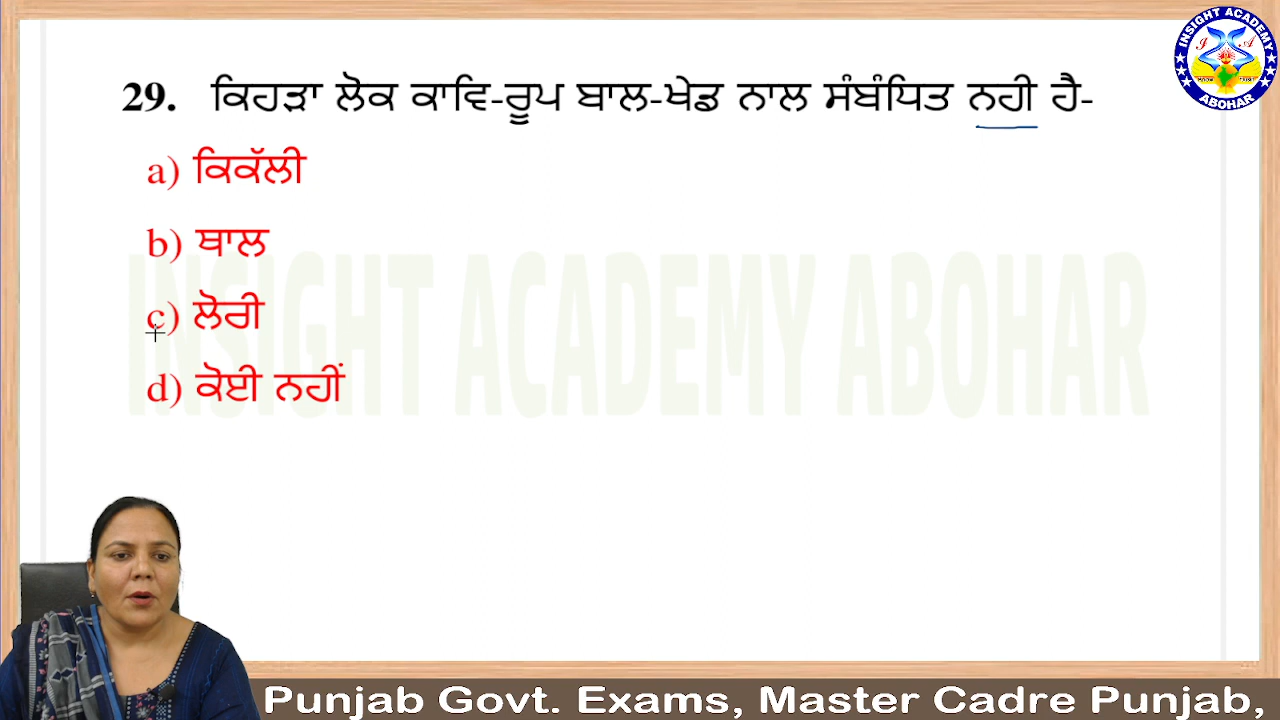 29. ਕਿਹੜਾ ਲੋਕ ਕਾਵਿ-ਰੂਪ ਬਾਲ-ਖੇਡ ਨਾਲ ਸੰਬੰਧਿਤ ਨਹੀ ਹੈ-
a) ਕਿਕੱਲੀ
b) ਥਾਲ
c) ਲੋਰੀ
d) ਕੋਈ ਨਹੀਂ
INSIGHT ACADEMY ABOHAR
INSIGHT ACADEMY
I A
ABOHAR
Punjab Govt. Exams, Master Cadre Punjab,